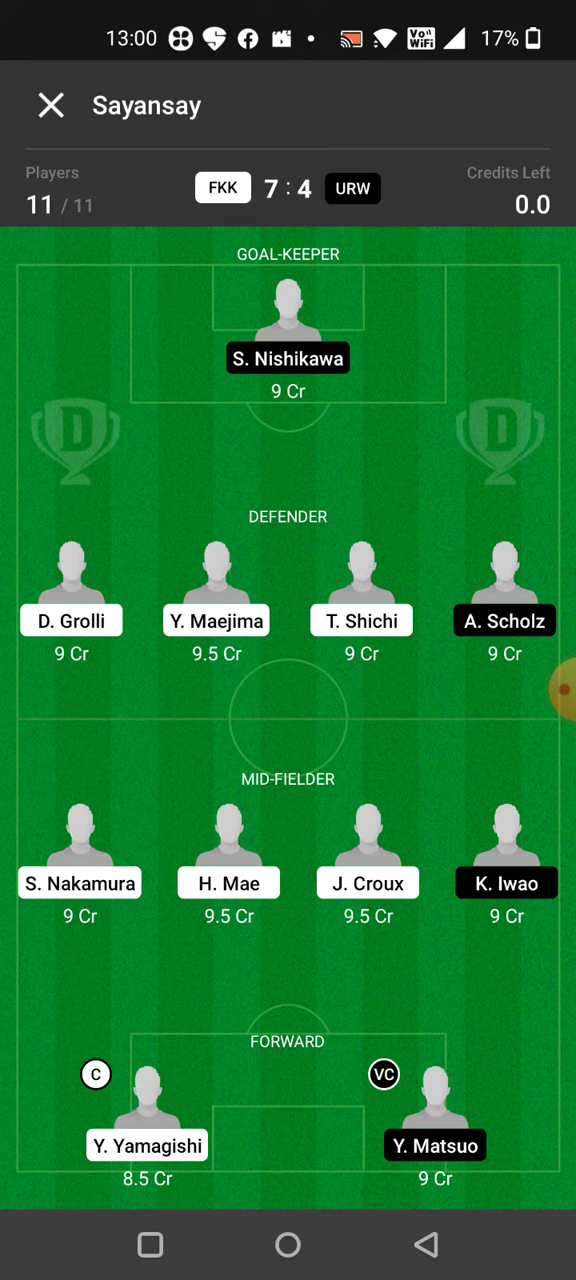 13:00
Vo))
WiFi
17%
Sayansay
Players
Credits Left
11 / 11
FKK 7 : 4 URW
0.0
GOAL-KEEPER
S. Nishikawa
9 Cr
D D
DEFENDER
D. Grolli Y. Maejima T. Shichi A. Scholz
9 Cr 9.5 Cr 9 Cr 9 Cr
MID-FIELDER
S. Nakamura H. Mae J. Croux K. Iwao
9 Cr 9.5 Cr 9.5 Cr 9 Cr
FORWARD
C VC
Y. Yamagishi Y. Matsuo
8.5 Cr 9 Cr